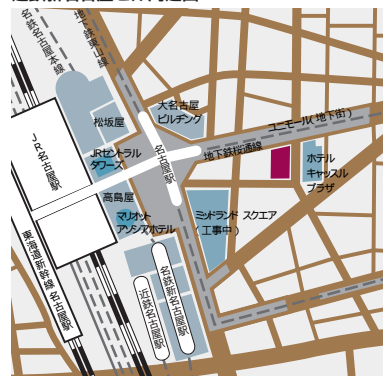 名鉄名古屋本線
地下鉄東山線
松坂屋
大名古屋
ビルヂング
ユニモール(地下街)
地下鉄桜通線
JR名古屋駅
JRセントラル
タワーズ
名古屋駅
ホテル
キャッスル
プラザ
高島屋
マリオット
アソシアホテル
ミッドランド スクエア
(工事中)
東海道新幹線 名古屋駅
近鉄名古屋駅
名鉄新名古屋駅